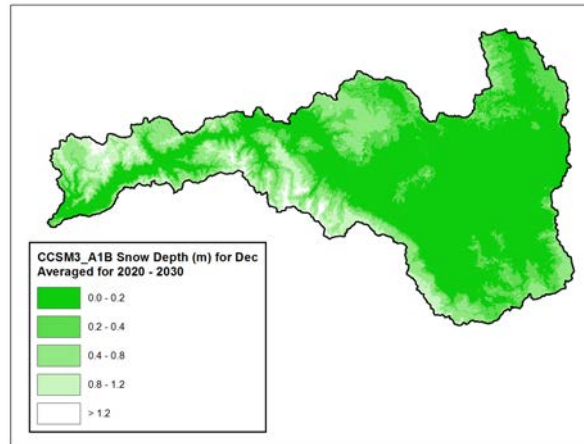 CCSM3_A1B Snow Depth (m) for Dec
Averaged for 2020 - 2030
0.0 - 0.2
0.2 - 0.4
0.4 - 0.8
0.8 - 1.2
> 1.2